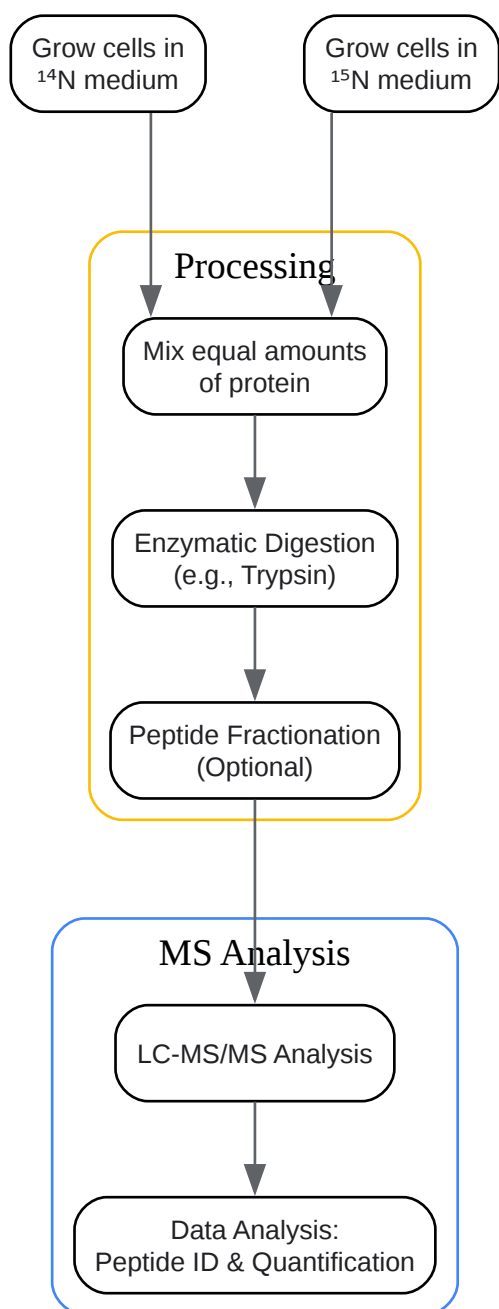 Grow cells in
¹⁴N medium
Grow cells in
¹⁵N medium
Processing
Mix equal amounts
of protein
Enzymatic Digestion
(e.g., Trypsin)
Peptide Fractionation
(Optional)
MS Analysis
LC-MS/MS Analysis
Data Analysis:
Peptide ID & Quantification